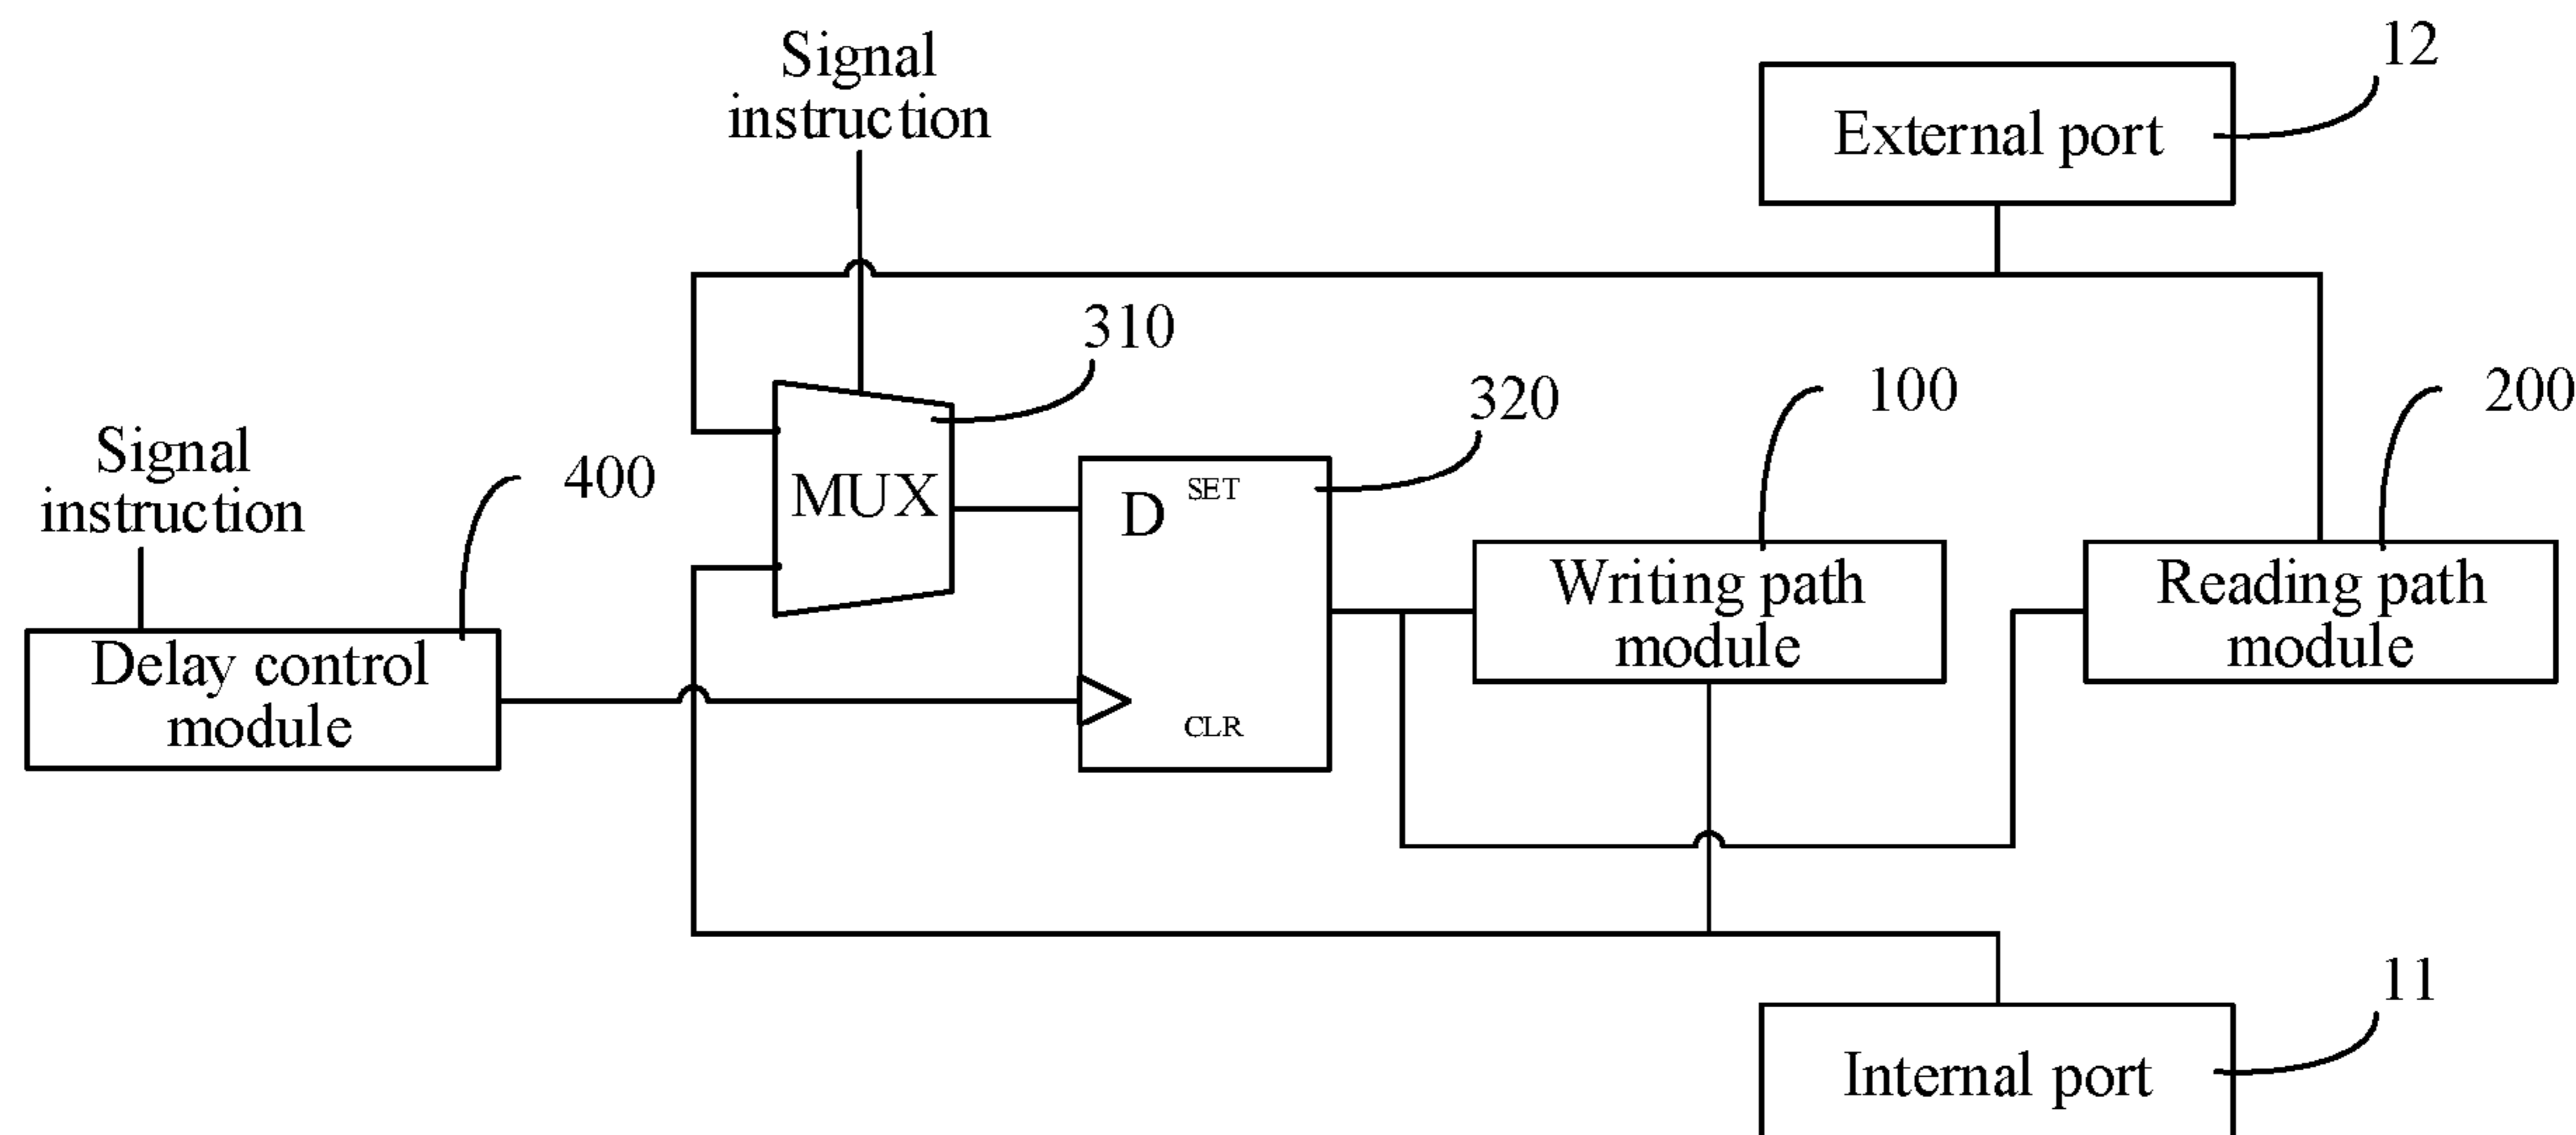 Signal
instruction
12
External port
310
320
100
200
Signal
instruction
400
MUX
D
SET
Writing path
module
Reading path
module
Delay control
module
CLR
11
Internal port